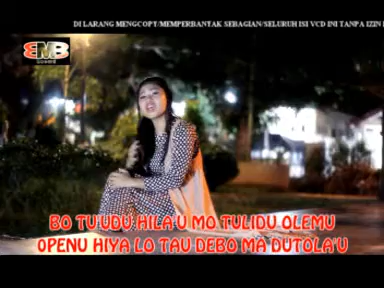 DI LARANG MENGCOPY/MEMPERBANYAK SEBAGIAN/SELURUH ISI VCD INI TANPA IZIN
BMB
BO TU'UDU HILA'U MO TULIDU OLEMU
OPENU HIYA LO TAU DEBO MA DUTOLA'U